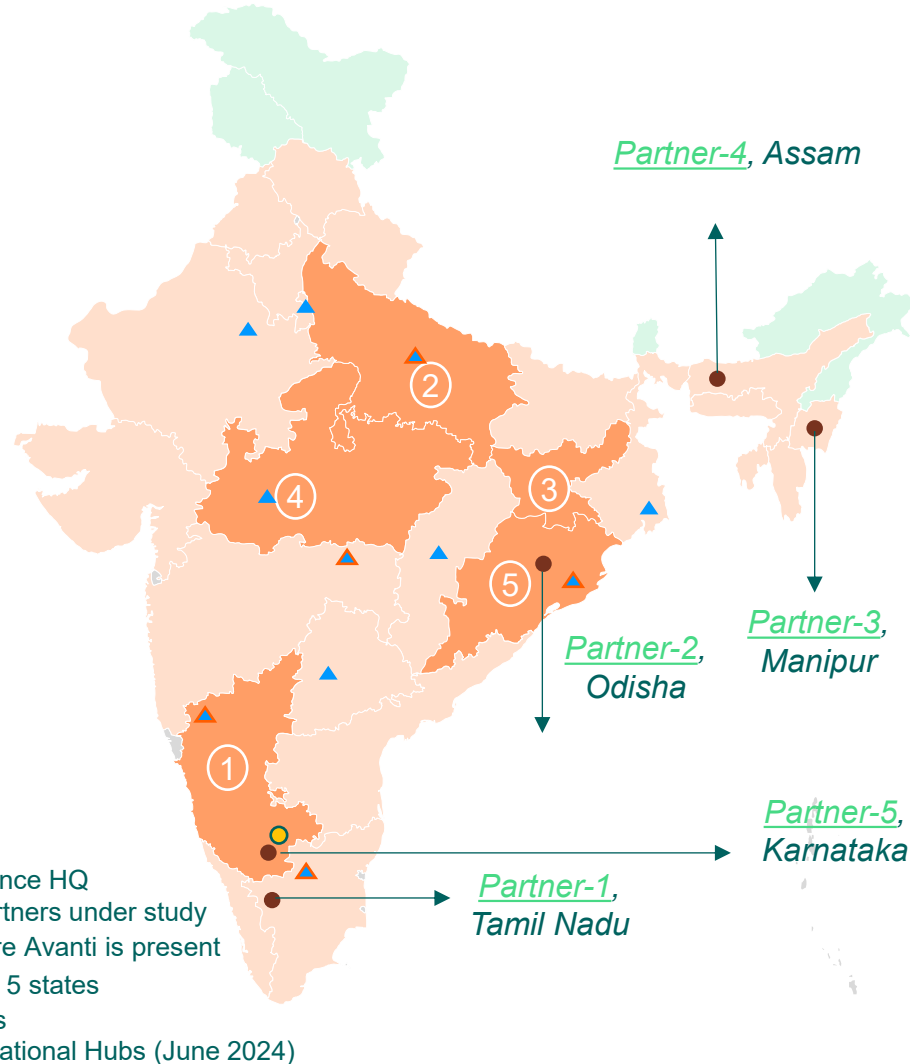 Partner-4, Assam
2
4
3
5
Partner-3,
Manipur
Partner-2,
Odisha
1
Partner-5,
Karnataka
Partner-1,
Tamil Nadu
nce HQ
tners under study
re Avanti is present
5 states
s
ational Hubs (June 2024)